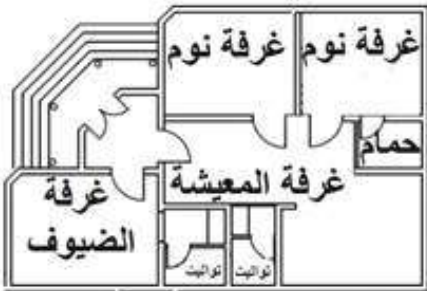 غرفة نوم
غرفة نوم
حمام
غرفة المعيشة
غرفة
الضيوف
تواليت
تواليت